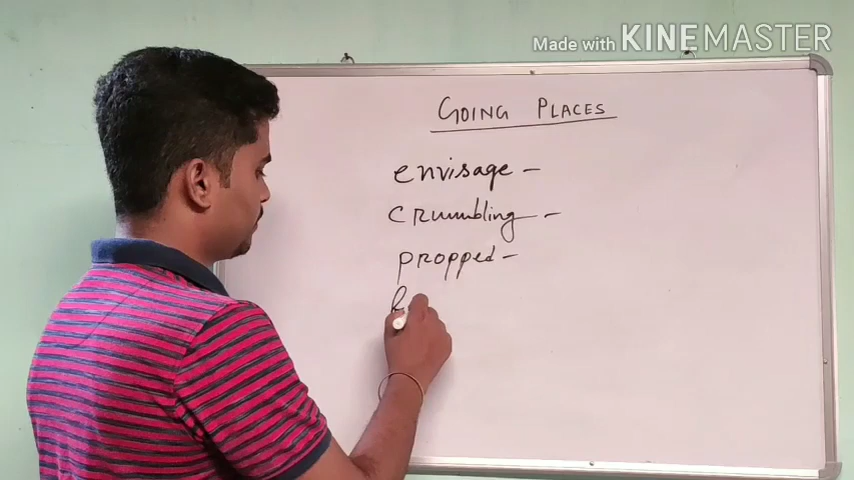 Made with KINEMASTER
GOING PLACES
envisage -
crumbling -
propped -